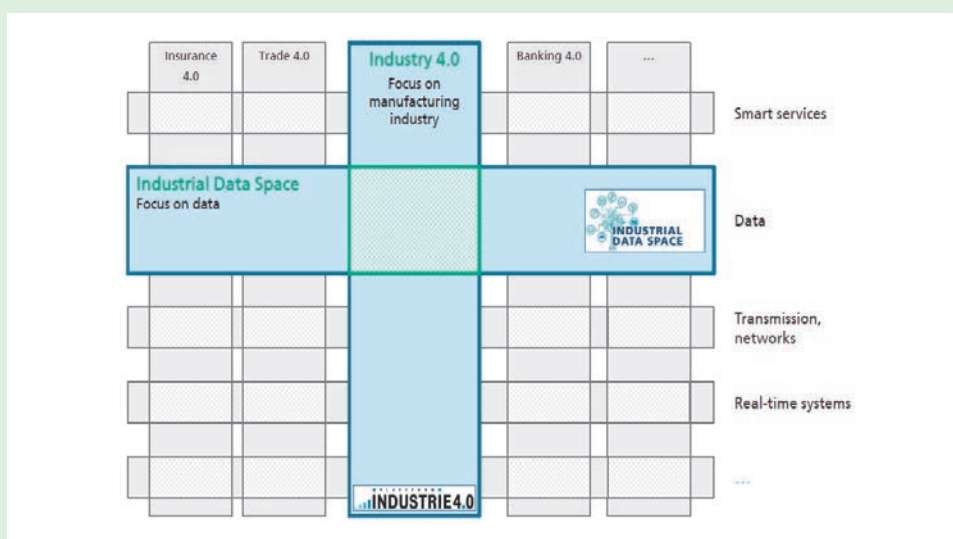 Insurance
4.0
Trade 4.0
Industry 4.0
Focus on
manufacturing
industry
Banking 4.0
...
Smart services
Industrial Data Space
Focus on data
INDUSTRIAL
DATA SPACE
Data
Transmission,
networks
Real-time systems
...
PLATTFORM
INDUSTRIE4.0